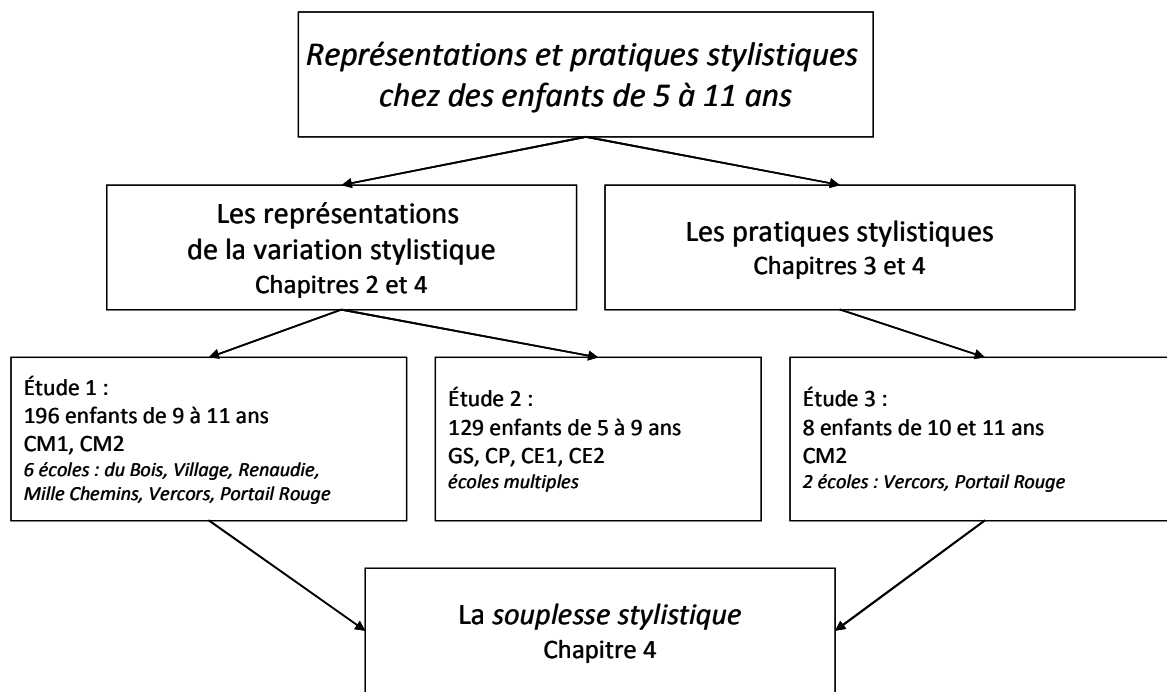 Représentations et pratiques stylistiques
chez des enfants de 5 à 11 ans
Les représentations
de la variation stylistique
Chapitres 2 et 4
Les pratiques stylistiques
Chapitres 3 et 4
Étude 1 :
196 enfants de 9 à 11 ans
CM1, CM2
6 écoles : du Bois, Village, Renaudie,
Mille Chemins, Vercors, Portail Rouge
Étude 2 :
129 enfants de 5 à 9 ans
GS, CP, CE1, CE2
écoles multiples
Étude 3 :
8 enfants de 10 et 11 ans
CM2
2 écoles : Vercors, Portail Rouge
La souplesse stylistique
Chapitre 4